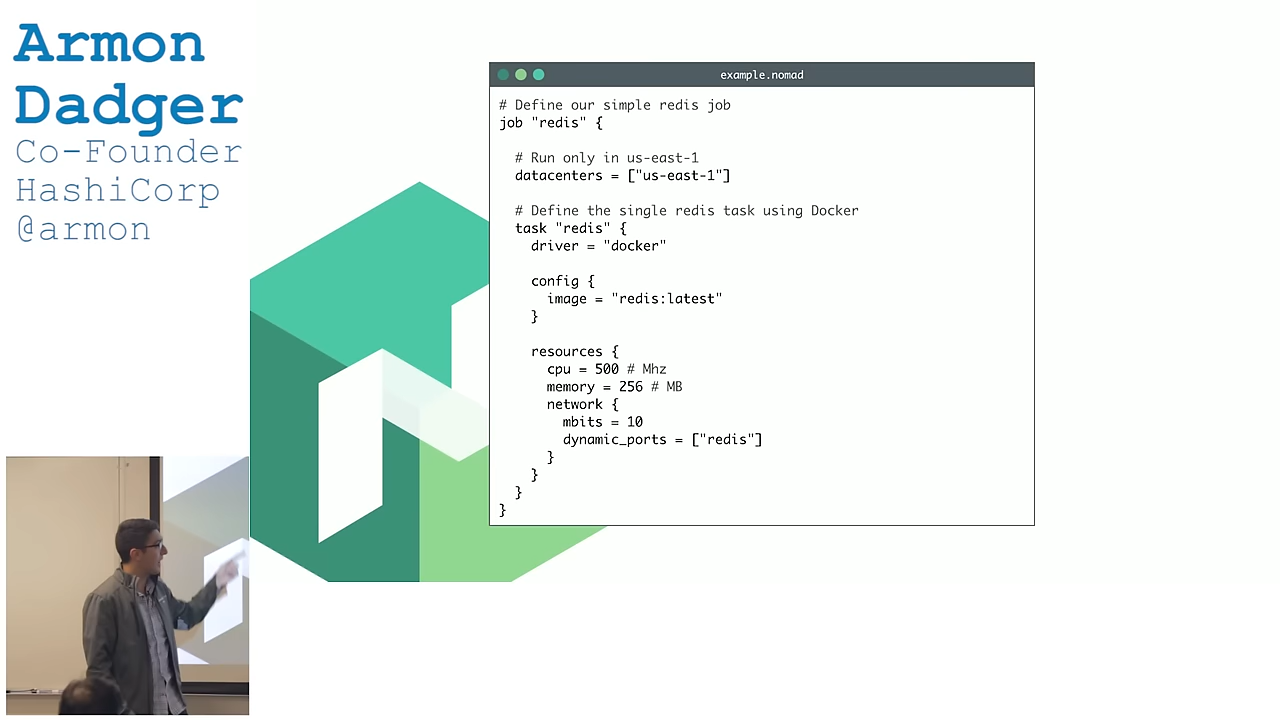 Armon
Dadger
Co-Founder
HashiCorp
@armon
example.nomad
# Define our simple redis job
job "redis" {
# Run only in us-east-1
datacenters = ["us-east-1"]
# Define the single redis task using Docker
task "redis" {
driver = "docker"
config {
image = "redis:latest"
}
resources {
cpu = 500 # Mhz
memory = 256 # MB
network {
mbits = 10
dynamic_ports = ["redis"]
}
}
}
}